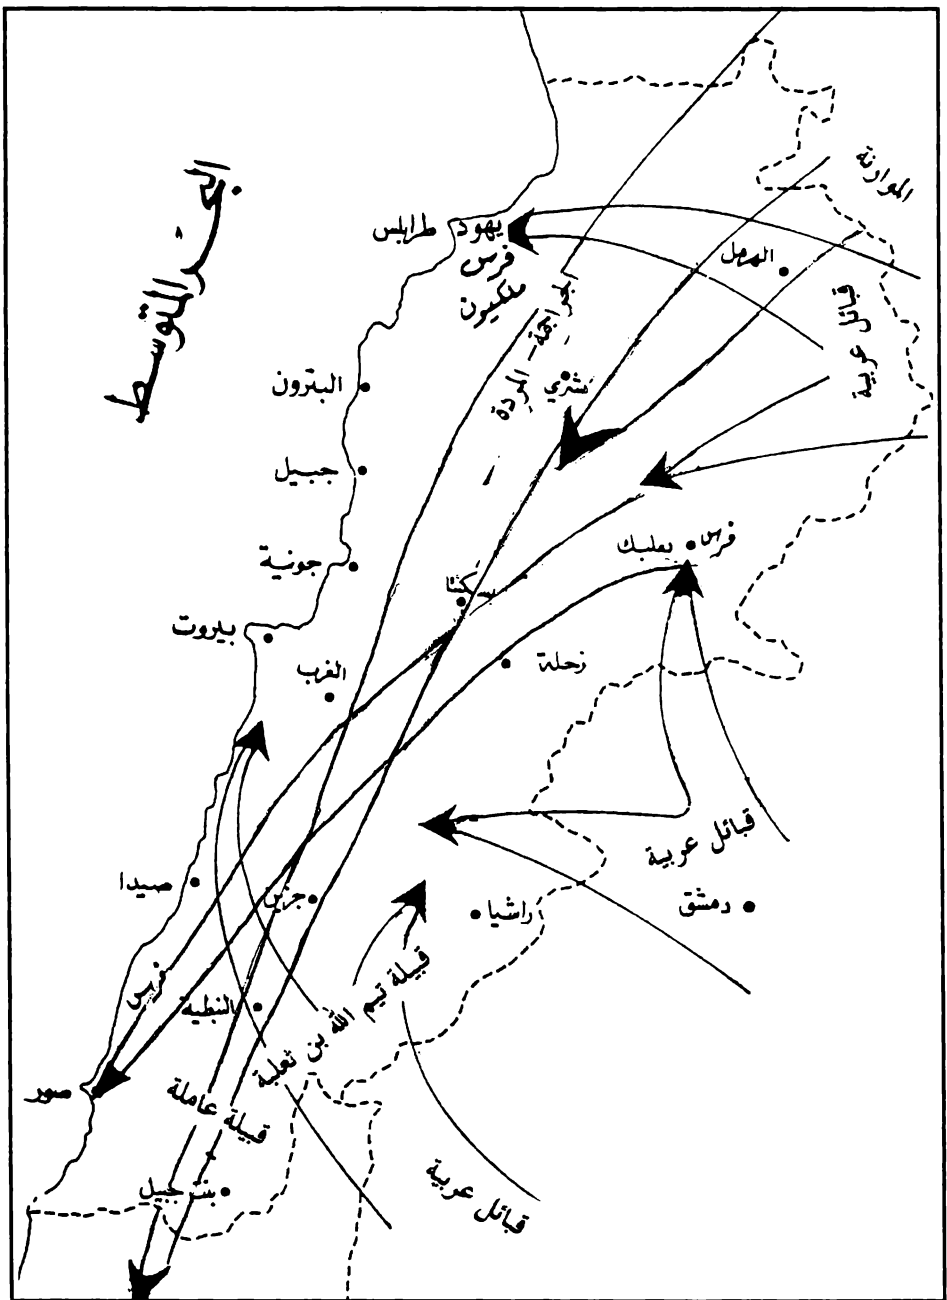 البحر المتوسط
الموارنة
طرابلس
يهود
فرس
ملكيون
الهرمل
قبائل عربية
الجراجمة - المردة
بشري
البترون
جبيل
جونية
بيروت
بسكنتا
بعلبك
فرس
زحلة
الغرب
قبائل عربية
دمشق
صيدا
جزين
راشيا
فرس
النبطية
قبيلة تيم الله بن ثعلبة
صور
قبيلة عاملة
بنت جبيل
قبائل عربية